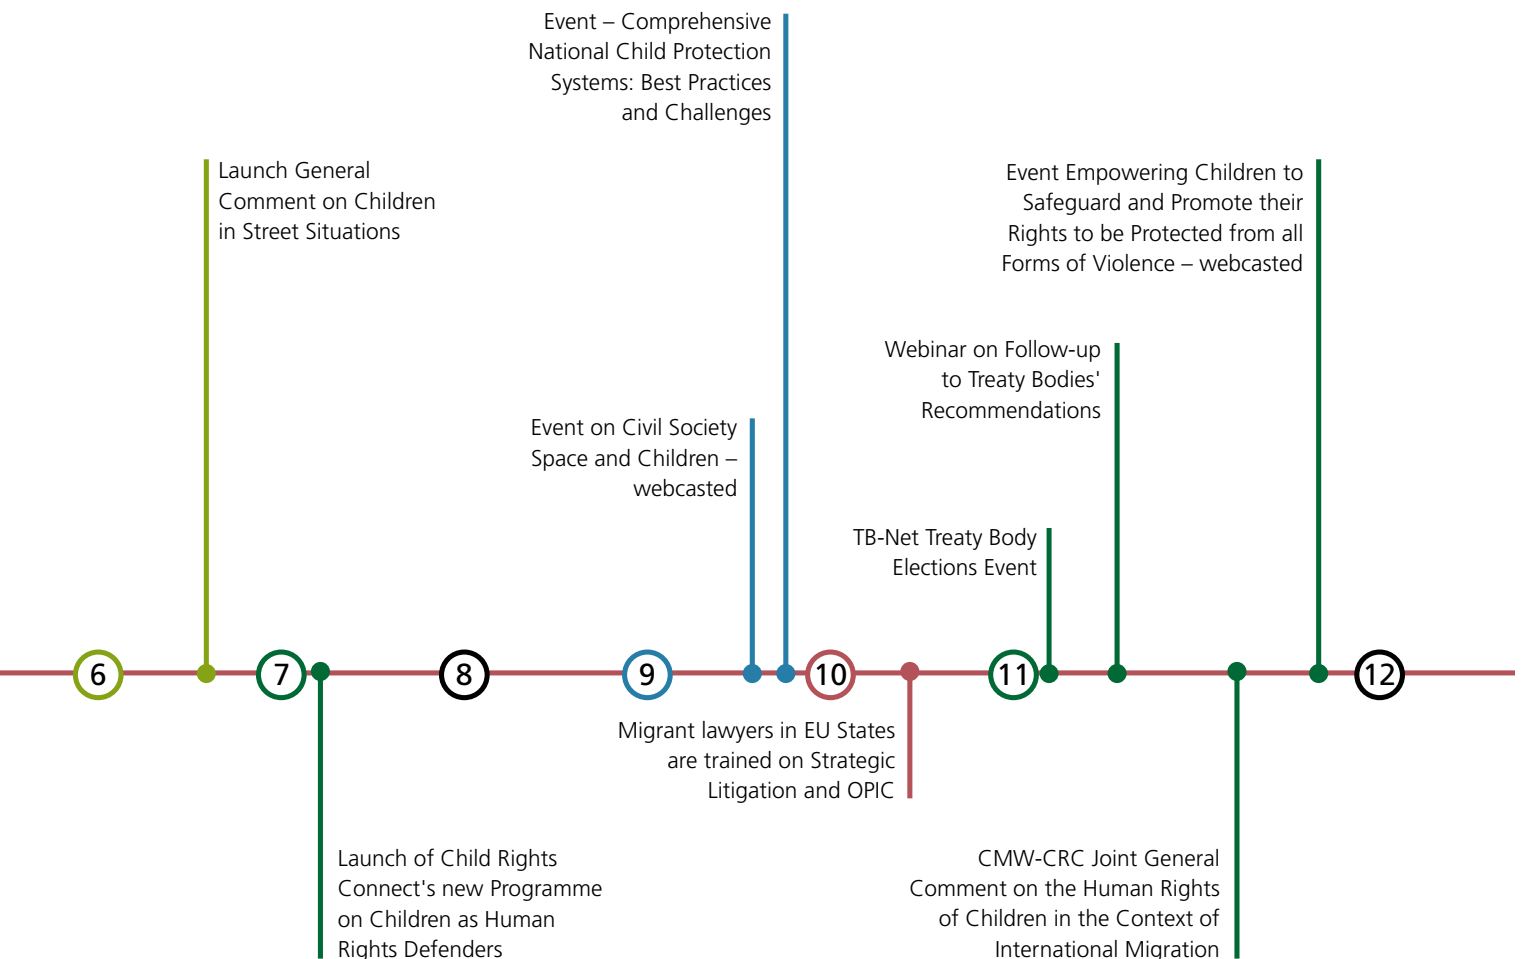 Event – Comprehensive
National Child Protection
Systems: Best Practices
and Challenges
Launch General
Comment on Children
in Street Situations
Event Empowering Children to
Safeguard and Promote their
Rights to be Protected from all
Forms of Violence – webcasted
Webinar on Follow-up
to Treaty Bodies'
Recommendations
Event on Civil Society
Space and Children –
webcasted
TB-Net Treaty Body
Elections Event
6
7
8
9
10
11
12
Migrant lawyers in EU States
are trained on Strategic
Litigation and OPIC
Launch of Child Rights
Connect's new Programme
on Children as Human
Rights Defenders
CMW-CRC Joint General
Comment on the Human Rights
of Children in the Context of
International Migration